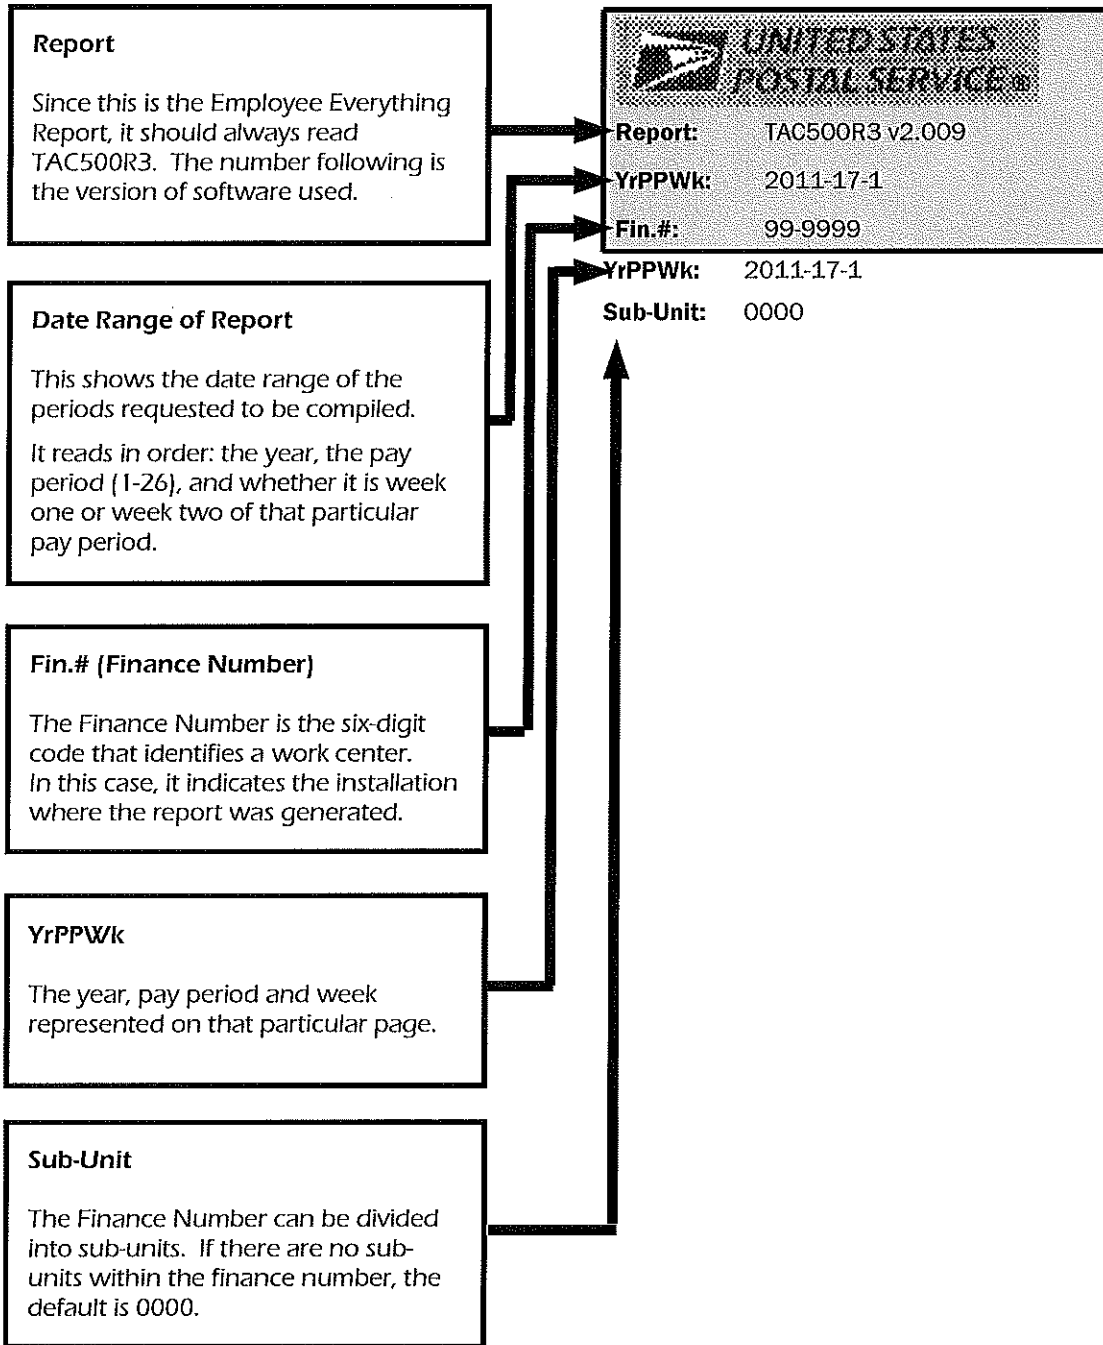 Report
Since this is the Employee Everything
Report, it should always read
TAC500R3. The number following is
the version of software used.
Date Range of Report
This shows the date range of the
periods requested to be compiled.
It reads in order: the year, the pay
period (1-26), and whether it is week
one or week two of that particular
pay period.
Fin.# (Finance Number)
The Finance Number is the six-digit
code that identifies a work center.
In this case, it indicates the installation
where the report was generated.
YrPPWk
The year, pay period and week
represented on that particular page.
Sub-Unit
The Finance Number can be divided
into sub-units. If there are no sub-
units within the finance number, the
default is 0000.
UNITED STATES
POSTAL SERVICE ®
Report: TAC500R3 v2.009
YrPPWk: 2011-17-1
Fin.#: 99-9999
YrPPWk: 2011-17-1
Sub-Unit: 0000